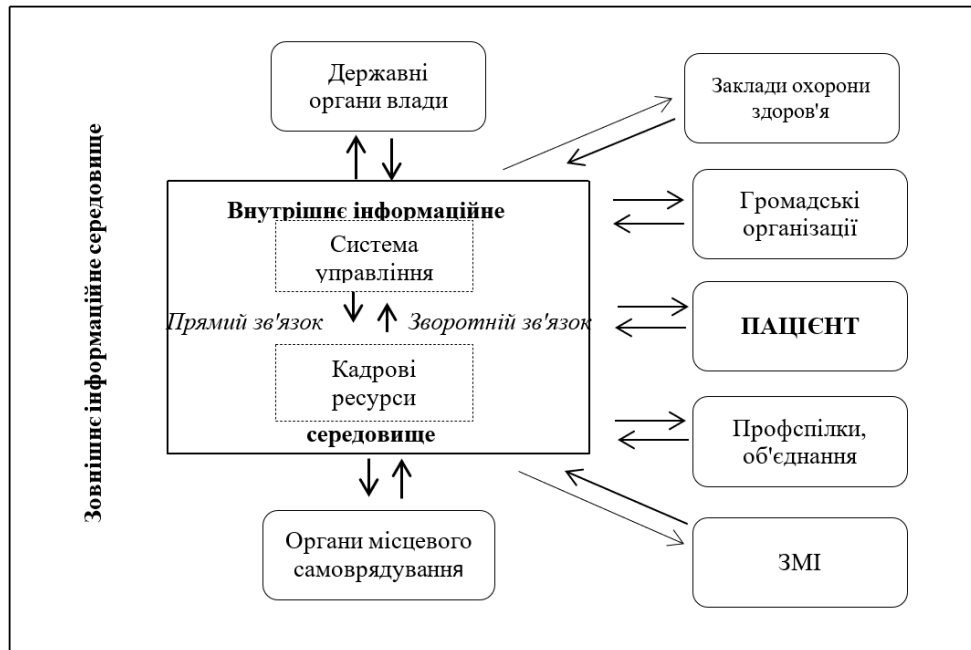 Зовнішнє інформаційне середовище
Державні
органи влади
Заклади охорони
здоров'я
Внутрішнє інформаційне
Система
управління
Громадські
організації
Прямий зв'язок
Зворотній зв'язок
ПАЦІЄНТ
Кадрові
ресурси
середовище
Профспілки,
об'єднання
Органи місцевого
самоврядування
ЗМІ